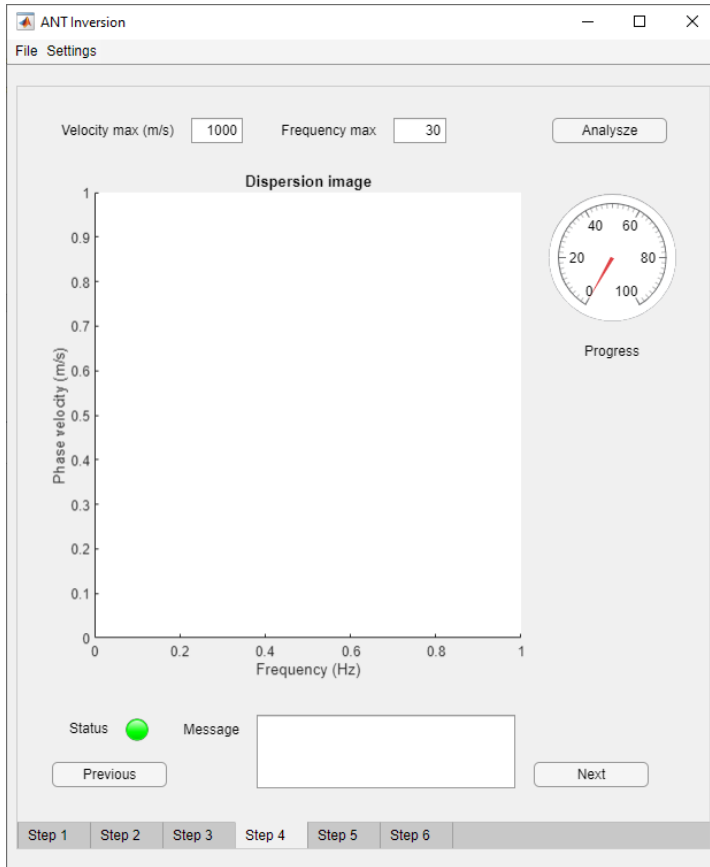 ANT Inversion
File Settings
Velocity max (m/s) 1000 Frequency max 30 Analysze
Dispersion image
1
0.9
0.8
0.7
0.6
0.5
0.4
0.3
0.2
0.1
0
Phase velocity (m/s)
0 0.2 0.4 0.6 0.8 1
Frequency (Hz)
40 60
20 80
0 100
Progress
Status Message
Previous Next
Step 1 Step 2 Step 3 Step 4 Step 5 Step 6